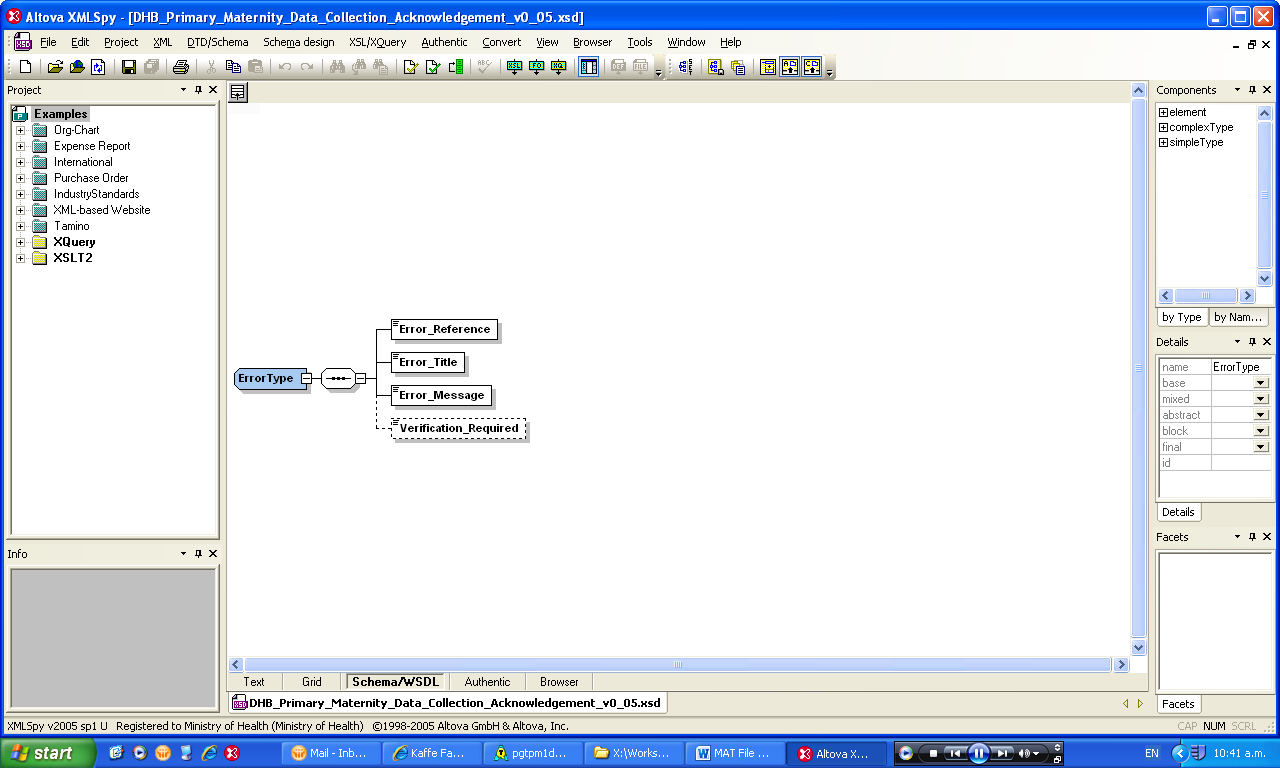 Altova XMLSpy - [DHB_Primary_Maternity_Data_Collection_Acknowledgement_v0_05.xsd]
File Edit Project XML DTD/Schema Schema design XSL/XQuery Authentic Convert View Browser Tools Window Help
Project
Examples
Org-Chart
Expense Report
International
Purchase Order
IndustryStandards
XML-based Website
Tamino
XQuery
XSLT2
Info
ErrorType
Error_Reference
Error_Title
Error_Message
Verification_Required
Text Grid Schema/WSDL Authentic Browser
DHB_Primary_Maternity_Data_Collection_Acknowledgement_v0_05.xsd
Components
element
complexType
simpleType
by Type by Nam...
Details
name ErrorType
base
mixed
abstract
block
final
id
Details
Facets
Facets
XMLSpy v2005 sp1 U Registered to Ministry of Health (Ministry of Health) ©1998-2005 Altova GmbH & Altova, Inc. CAP NUM SCRL
start Mail - Inb... Kaffe Fa... pgtpm1d... X:\Works... MAT File ... Altova X... EN 10:41 a.m.